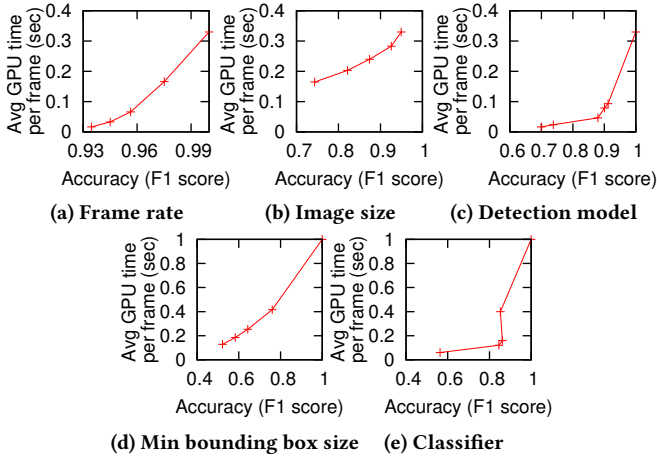 0.4
0.3
0.2
0.1
0
0.93 0.96 0.99
Avg GPU time
per frame (sec)
Accuracy (F1 score)
(a) Frame rate
0.4
0.3
0.2
0.1
0
0.7 0.8 0.9 1
Avg GPU time
per frame (sec)
Accuracy (F1 score)
(b) Image size
0.4
0.3
0.2
0.1
0
0.6 0.7 0.8 0.9 1
Avg GPU time
per frame (sec)
Accuracy (F1 score)
(c) Detection model
1
0.8
0.6
0.4
0.2
0
0.4 0.6 0.8 1
Avg GPU time
per frame (sec)
Accuracy (F1 score)
(d) Min bounding box size
1
0.8
0.6
0.4
0.2
0
0.4 0.6 0.8 1
Avg GPU time
per frame (sec)
Accuracy (F1 score)
(e) Classifier